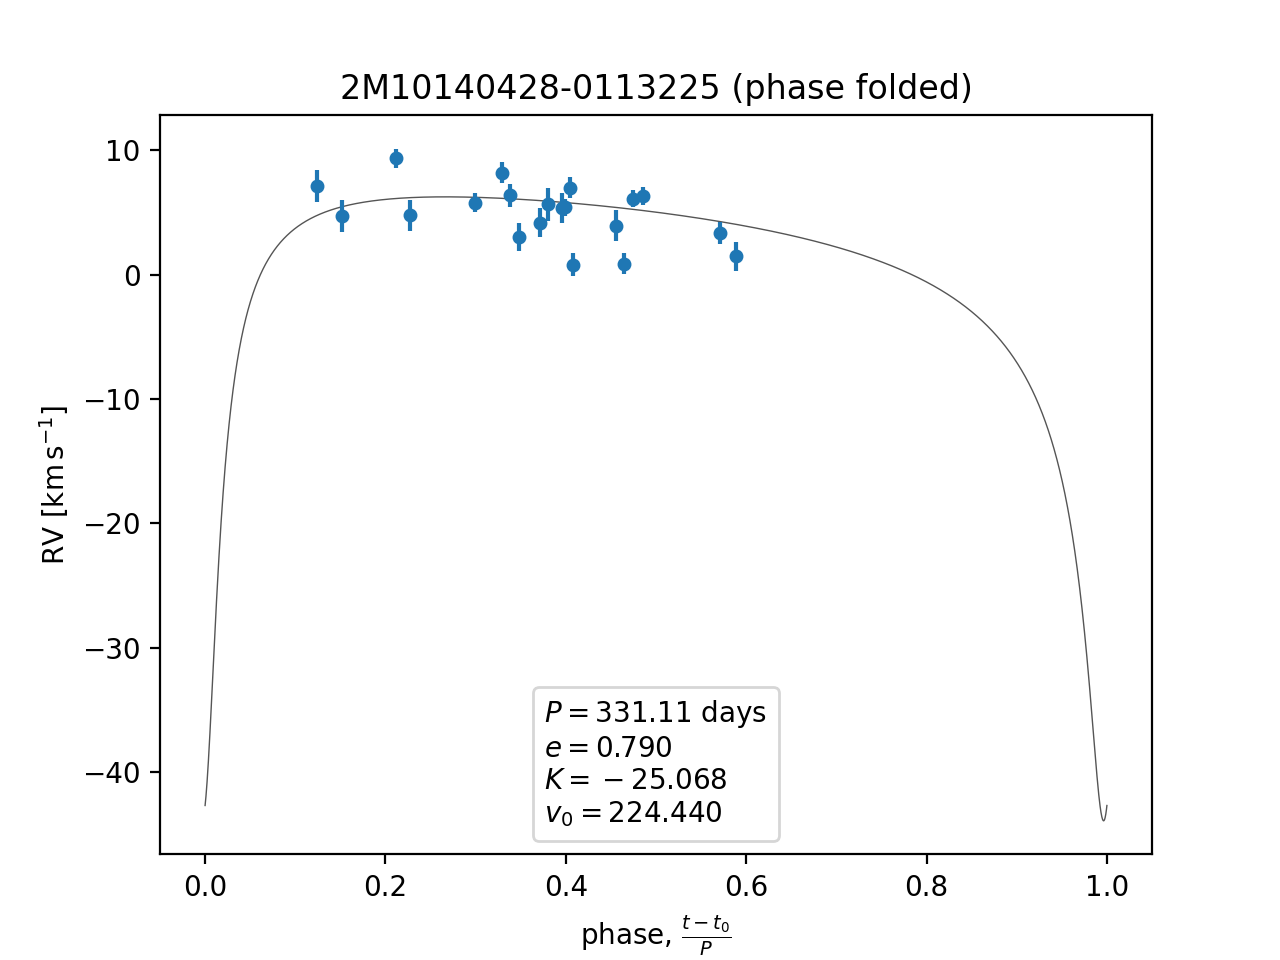 2M10140428-0113225 (phase folded)
10
0
−10
−20
−30
−40
RV [km s⁻¹]
P = 331.11 days
e = 0.790
K = − 25.068
v₀ = 224.440
0.0 0.2 0.4 0.6 0.8 1.0
phase, (t − t₀)/P